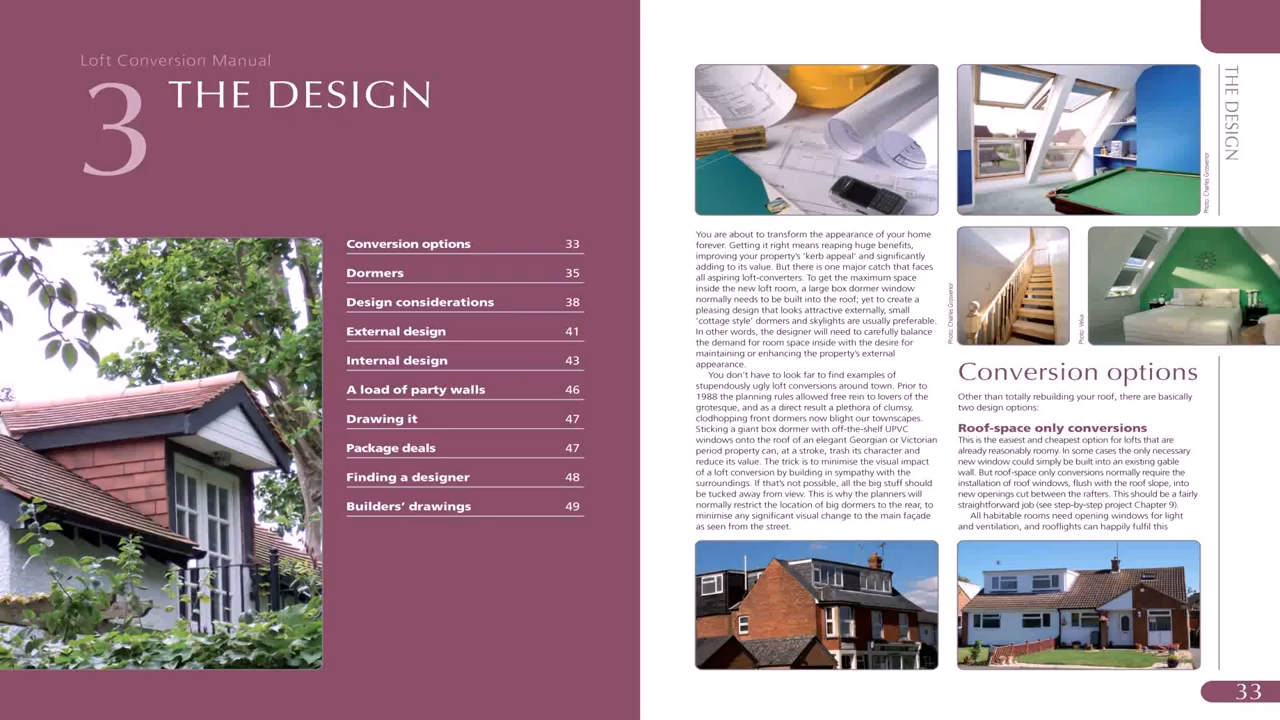 Loft Conversion Manual
3 THE DESIGN
Conversion options 33
Dormers 35
Design considerations 38
External design 41
Internal design 43
A load of party walls 46
Drawing it 47
Package deals 47
Finding a designer 48
Builders’ drawings 49
THE DESIGN
Photo: Charles Grosvenor
You are about to transform the appearance of your home
forever. Getting it right means reaping huge benefits,
improving your property’s ‘kerb appeal’ and significantly
adding to its value. But there is one major catch that faces
all aspiring loft-converters. To get the maximum space
inside the new loft room, a large box dormer window
normally needs to be built into the roof; yet to create a
pleasing design that looks attractive externally, small
‘cottage style’ dormers and skylights are usually preferable.
In other words, the designer will need to carefully balance
the demand for room space inside with the desire for
maintaining or enhancing the property’s external
appearance.
You don’t have to look far to find examples of
stupendously ugly loft conversions around town. Prior to
1988 the planning rules allowed free rein to lovers of the
grotesque, and as a direct result a plethora of clumsy,
clodhopping front dormers now blight our townscapes.
Sticking a giant box dormer with off-the-shelf UPVC
windows onto the roof of an elegant Georgian or Victorian
period property can, at a stroke, trash its character and
reduce its value. The trick is to minimise the visual impact
of a loft conversion by building in sympathy with the
surroundings. If that’s not possible, all the big stuff should
be tucked away from view. This is why the planners will
normally restrict the location of big dormers to the rear, to
minimise any significant visual change to the main façade
as seen from the street.
Photo: Charles Grosvenor
Photo: Velux
Conversion options
Other than totally rebuilding your roof, there are basically
two design options:
Roof-space only conversions
This is the easiest and cheapest option for lofts that are
already reasonably roomy. In some cases the only necessary
new window could simply be built into an existing gable
wall. But roof-space only conversions normally require the
installation of roof windows, flush with the roof slope, into
new openings cut between the rafters. This should be a fairly
straightforward job (see step-by-step project Chapter 9).
All habitable rooms need opening windows for light
and ventilation, and rooflights can happily fulfil this
33